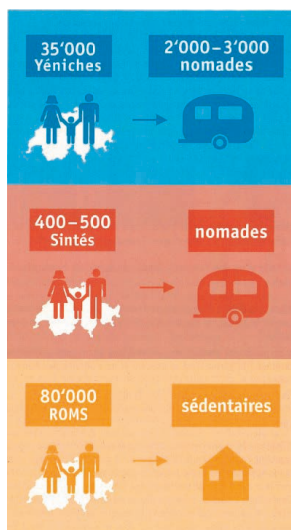 35'000
Yéniches
2'000–3'000
nomades
400–500
Sintés
nomades
80'000
ROMS
sédentaires